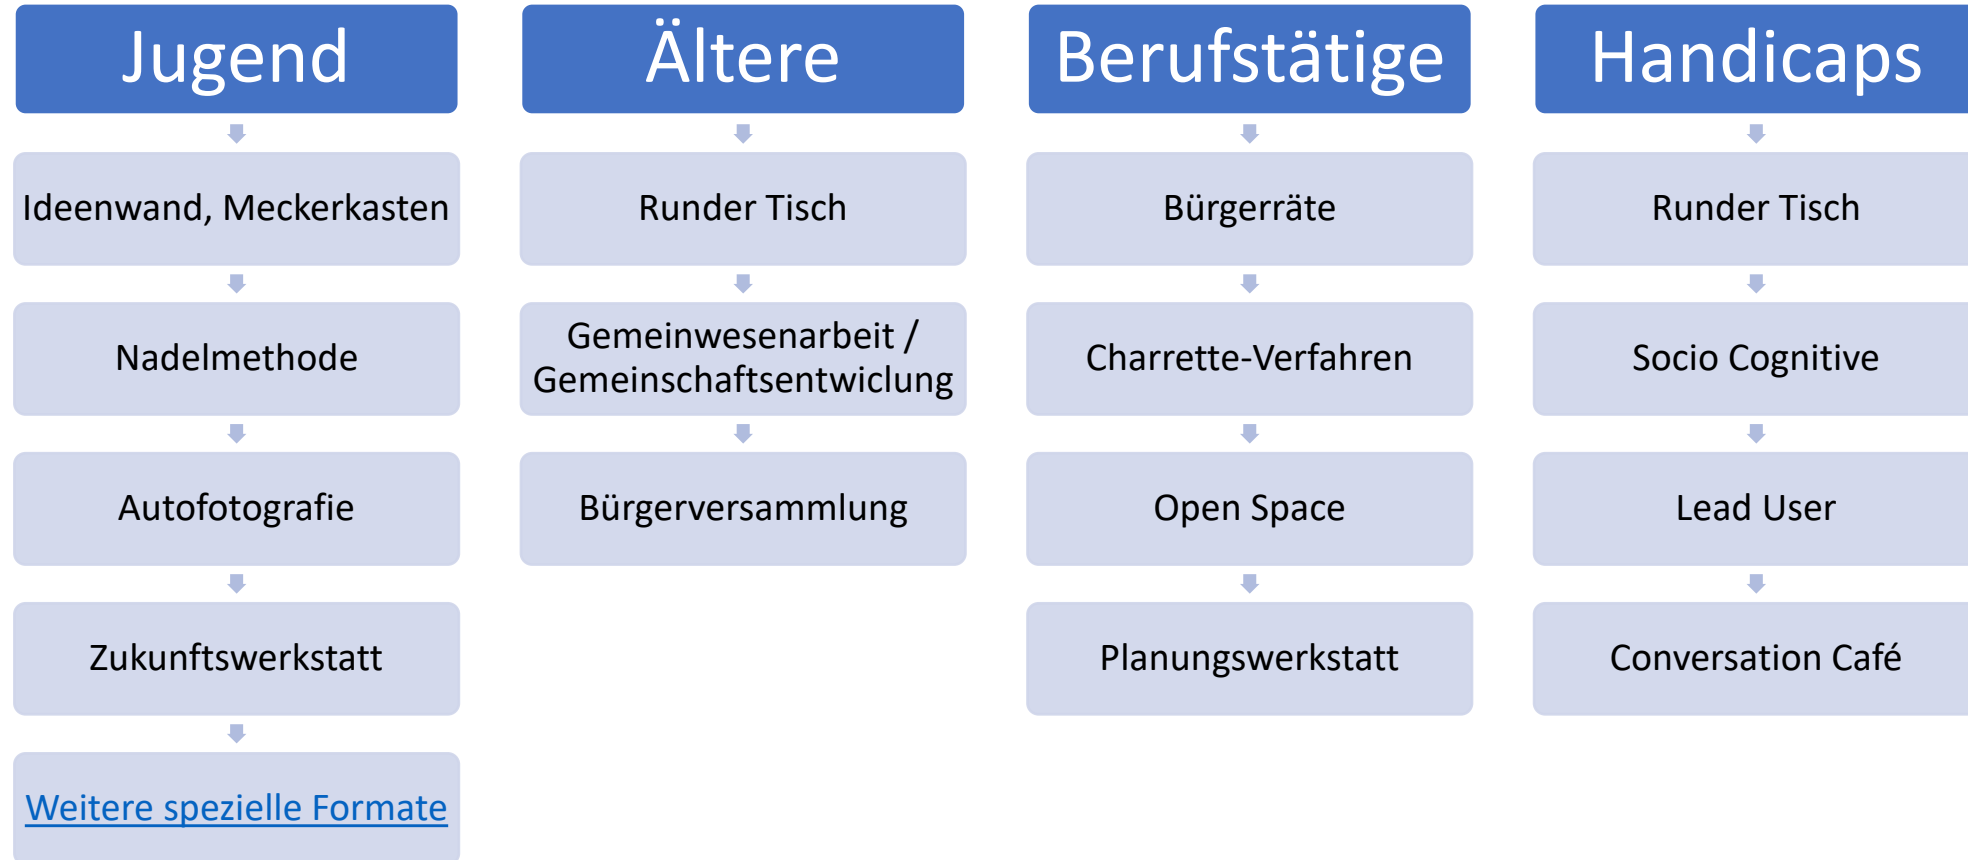 Jugend
Ideenwand, Meckerkasten
Nadelmethode
Autofotografie
Zukunftswerkstatt
Weitere spezielle Formate
Ältere
Runder Tisch
Gemeinwesenarbeit /
Gemeinschaftsentwiclung
Bürgerversammlung
Berufstätige
Bürgerräte
Charrette-Verfahren
Open Space
Planungswerkstatt
Handicaps
Runder Tisch
Socio Cognitive
Lead User
Conversation Café